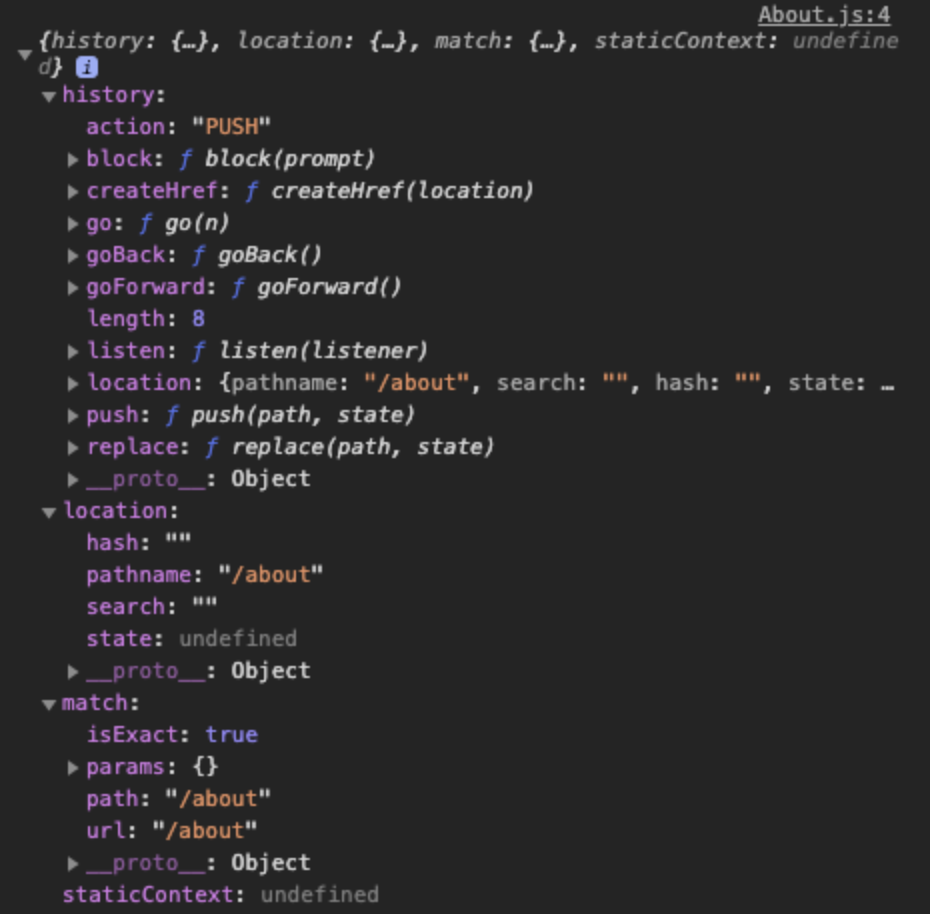 About.js:4
{history: {…}, location: {…}, match: {…}, staticContext: undefine
d} i
history:
action: "PUSH"
block: ƒ block(prompt)
createHref: ƒ createHref(location)
go: ƒ go(n)
goBack: ƒ goBack()
goForward: ƒ goForward()
length: 8
listen: ƒ listen(listener)
location: {pathname: "/about", search: "", hash: "", state: …
push: ƒ push(path, state)
replace: ƒ replace(path, state)
__proto__: Object
location:
hash: ""
pathname: "/about"
search: ""
state: undefined
__proto__: Object
match:
isExact: true
params: {}
path: "/about"
url: "/about"
__proto__: Object
staticContext: undefined